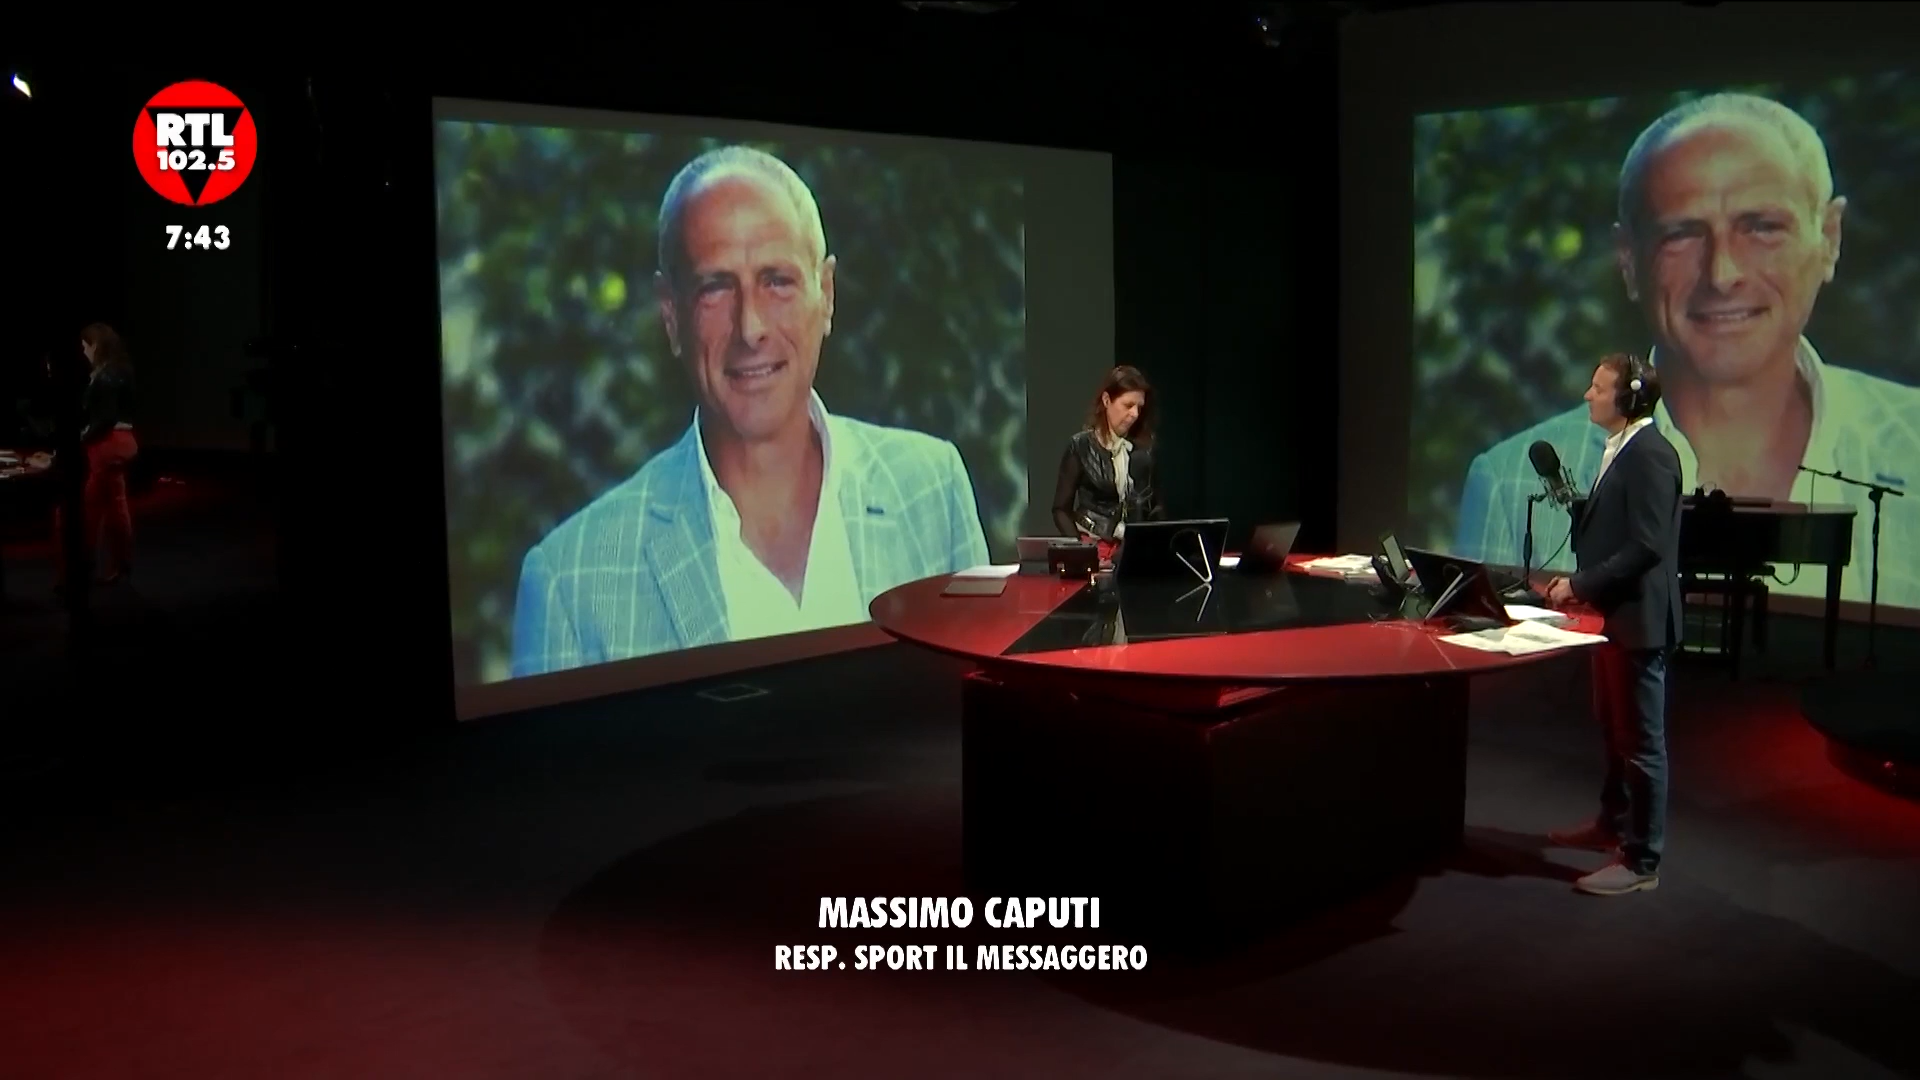 RTL
102.5
7:43
MASSIMO CAPUTI
RESP. SPORT IL MESSAGGERO